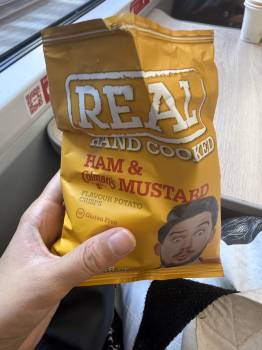 REAL
HAND COOKED
HAM &
Colman's MUSTARD
FLAVOUR POTATO
CRISPS
Gluten Free